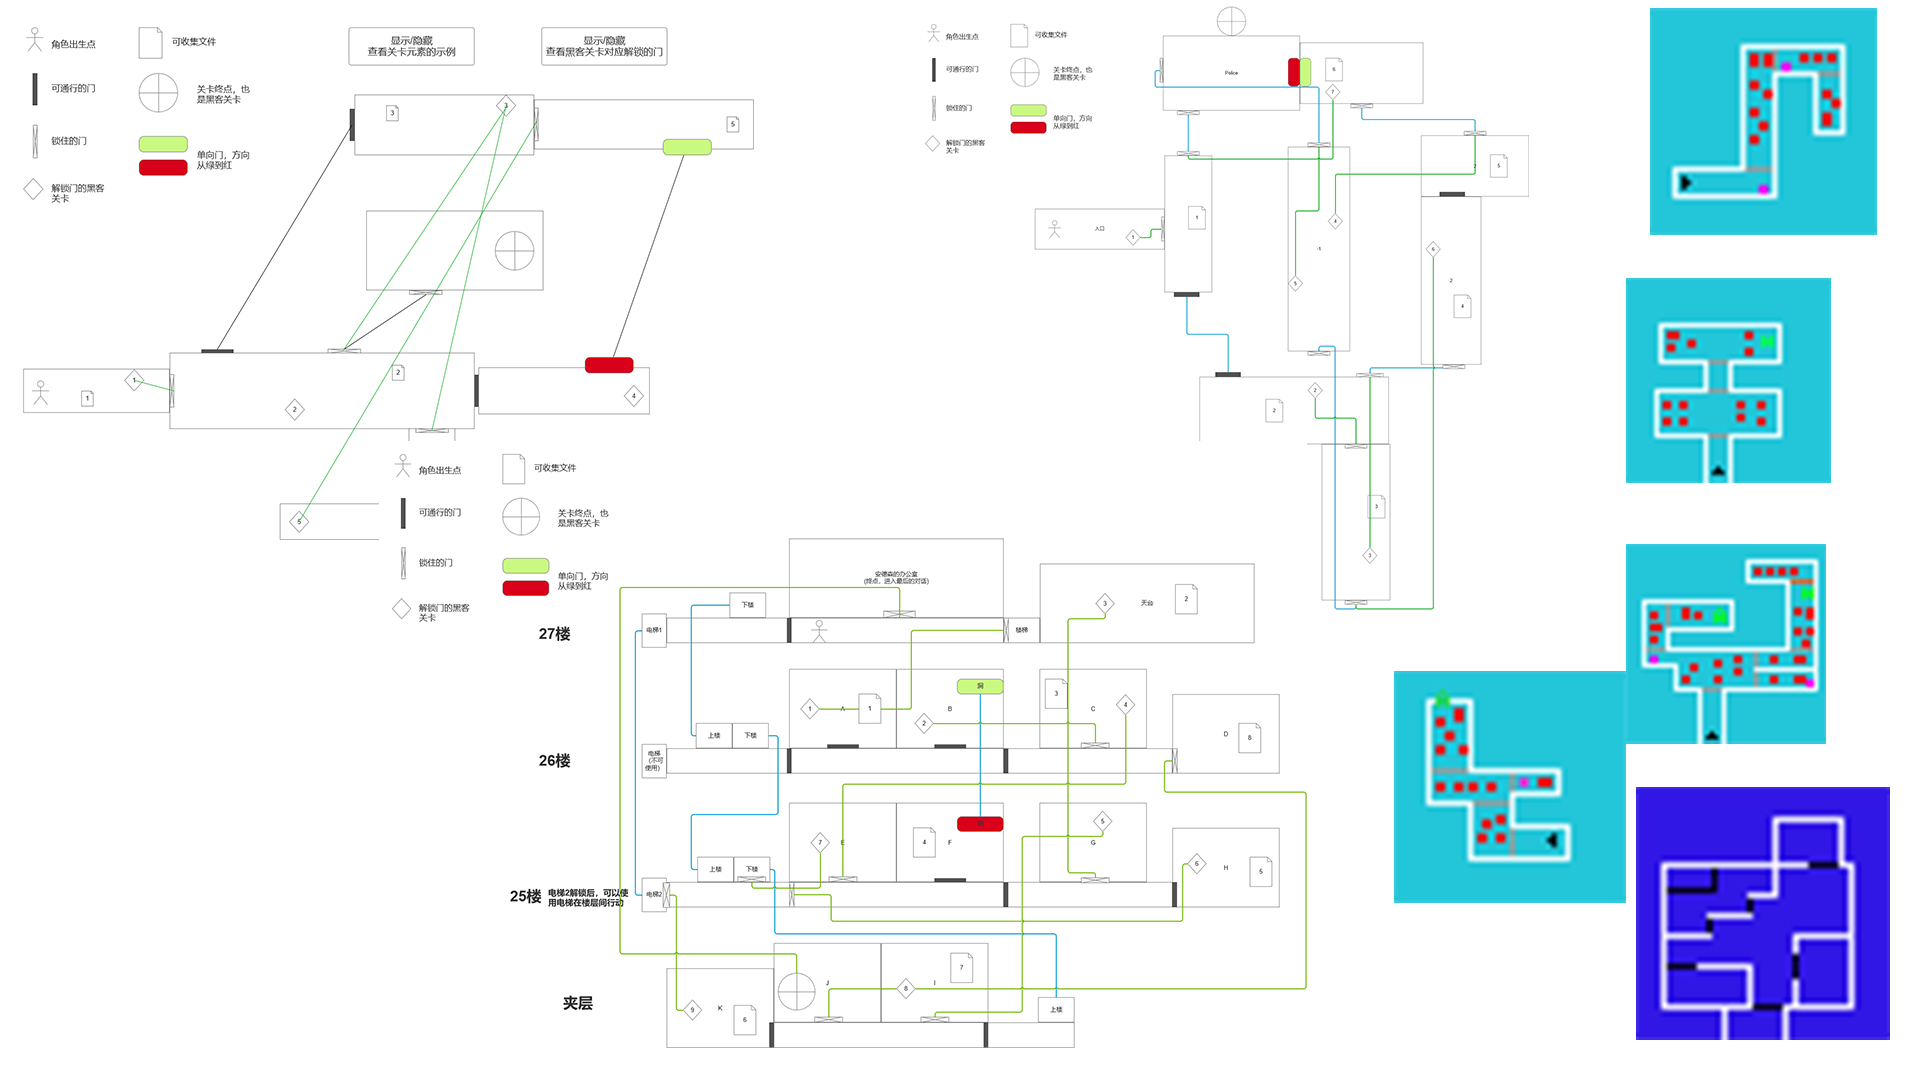 角色出生点
可收集文件
可通行的门
关卡终点，也
是黑客关卡
锁住的门
单向门，方向
从绿到红
解锁门的黑客
关卡
显示/隐藏
查看关卡元素的示例
显示/隐藏
查看黑客关卡对应解锁的门
3
3
5
1
1
2
2
4
5
角色出生点
可收集文件
可通行的门
关卡终点，也
是黑客关卡
锁住的门
单向门，方向
从绿到红
解锁门的黑客
关卡
Police
6
7
2
5
1
入口
1
4
-1
5
6
2
4
2
2
3
3
角色出生点
可收集文件
可通行的门
关卡终点，也
是黑客关卡
锁住的门
单向门，方向
从绿到红
解锁门的黑客
关卡
27楼
电梯1
下楼
安德森的办公室
(终点，进入最后的对话)
楼梯
3
天台
2
26楼
电梯
(不可
使用)
上楼
下楼
1
A
1
2
B
洞
3
C
4
D
8
25楼
电梯2解锁后，可以使
用电梯在楼层间行动
电梯2
上楼
下楼
7
E
4
F
5
G
6
H
5
夹层
9
K
6
J
8
I
7
上楼